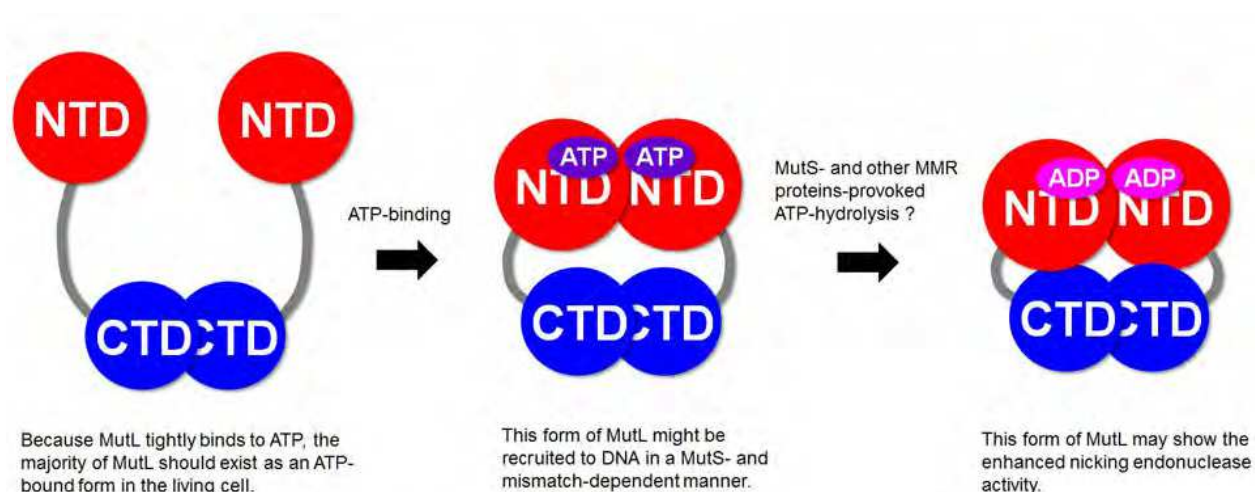 NTD
NTD
CTD
CTD
Because MutL tightly binds to ATP, the
majority of MutL should exist as an ATP-
bound form in the living cell.
ATP-binding
ATP
ATP
NTD
NTD
CTD
CTD
This form of MutL might be
recruited to DNA in a MutS- and
mismatch-dependent manner.
MutS- and other MMR
proteins-provoked
ATP-hydrolysis ?
ADP
ADP
NTD
NTD
CTD
CTD
This form of MutL may show the
enhanced nicking endonuclease
activity.